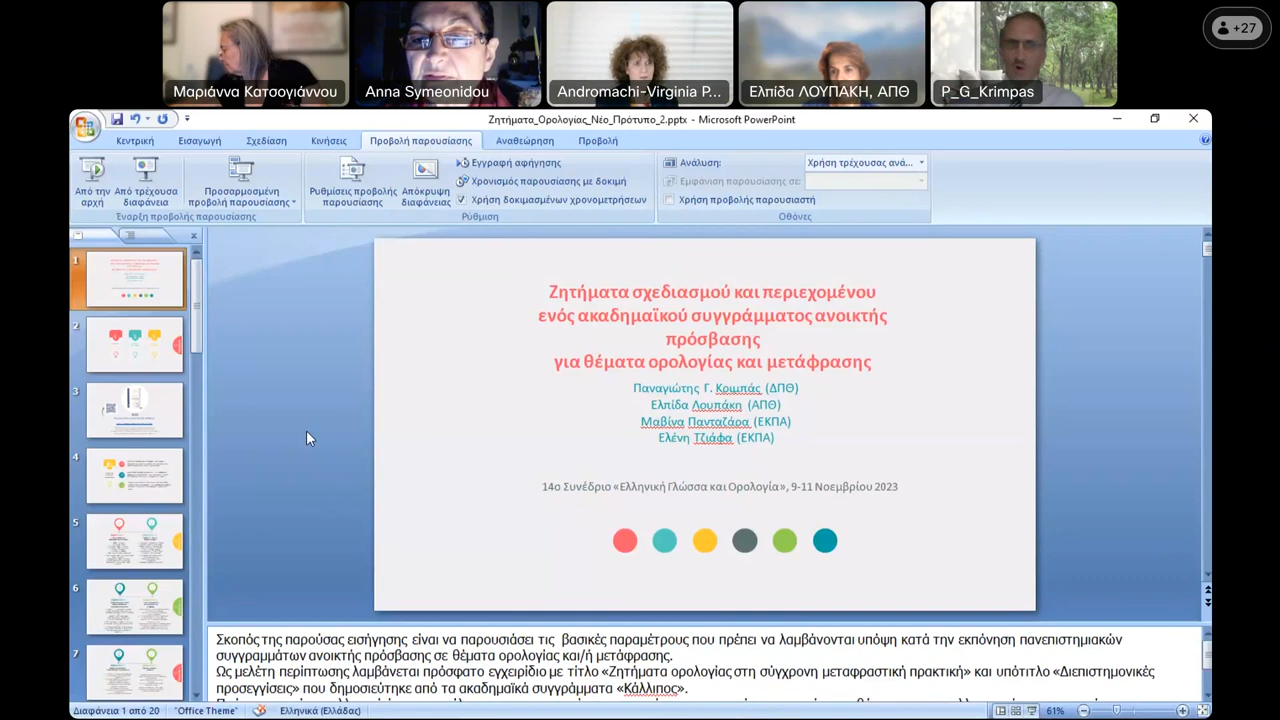 +27
Μαριάννα Κατσογιάννου
Anna Symeonidou
Andromachi-Virginia P...
Ελπίδα ΛΟΥΠΑΚΗ, ΑΠΘ
P_G_Krimpas
Ζητήματα_Ορολογίας_Νέο_Πρότυπο_2.pptx - Microsoft PowerPoint
Κεντρική Εισαγωγή Σχεδίαση Κινήσεις Προβολή παρουσίασης Αναθεώρηση Προβολή
Από την αρχή
Από τρέχουσα διαφάνεια
Προσαρμοσμένη προβολή παρουσίασης
Έναρξη προβολής παρουσίασης
Ρυθμίσεις προβολής παρουσίασης
Απόκρυψη διαφάνειας
Εγγραφή αφήγησης
Χρονισμός παρουσίασης με δοκιμή
Χρήση δοκιμασμένων χρονομετρήσεων
Ρύθμιση
Ανάλυση: Χρήση τρέχουσας ανά...
Εμφάνιση παρουσίασης σε:
Χρήση προβολής παρουσιαστή
Οθόνες
1
2
3
4
5
6
7
Ζητήματα σχεδιασμού και περιεχομένου
ενός ακαδημαϊκού συγγράμματος ανοικτής
πρόσβασης
για θέματα ορολογίας και μετάφρασης
Παναγιώτης Γ. Κριμπάς (ΔΠΘ)
Ελπίδα Λουπάκη (ΑΠΘ)
Μαβίνα Πανταζάρα (ΕΚΠΑ)
Ελένη Τζιάφα (ΕΚΠΑ)
14ο Συνέδριο «Ελληνική Γλώσσα και Ορολογία», 9-11 Νοεμβρίου 2023
Σκοπός της παρούσας εισήγησης είναι να παρουσιάσει τις βασικές παραμέτρους που πρέπει να λαμβάνονται υπόψη κατά την εκπόνηση πανεπιστημιακών
συγγραμμάτων ανοικτής πρόσβασης σε θέματα ορολογίας και/ή μετάφρασης.
Ως μελέτη περίπτωσης λαμβάνεται πρόσφατο εγχειρίδιο με τίτλο «Ζητήματα ορολογίας στη σύγχρονη μεταφραστική πρακτική» και υπότιτλο «Διεπιστημονικές
προσεγγίσεις» που δημοσιεύτηκε από τα ακαδημαϊκά συγγράμματα «Κάλλιπος».
Διαφάνεια 1 από 20 "Office Theme" Ελληνικά (Ελλάδας) 61%